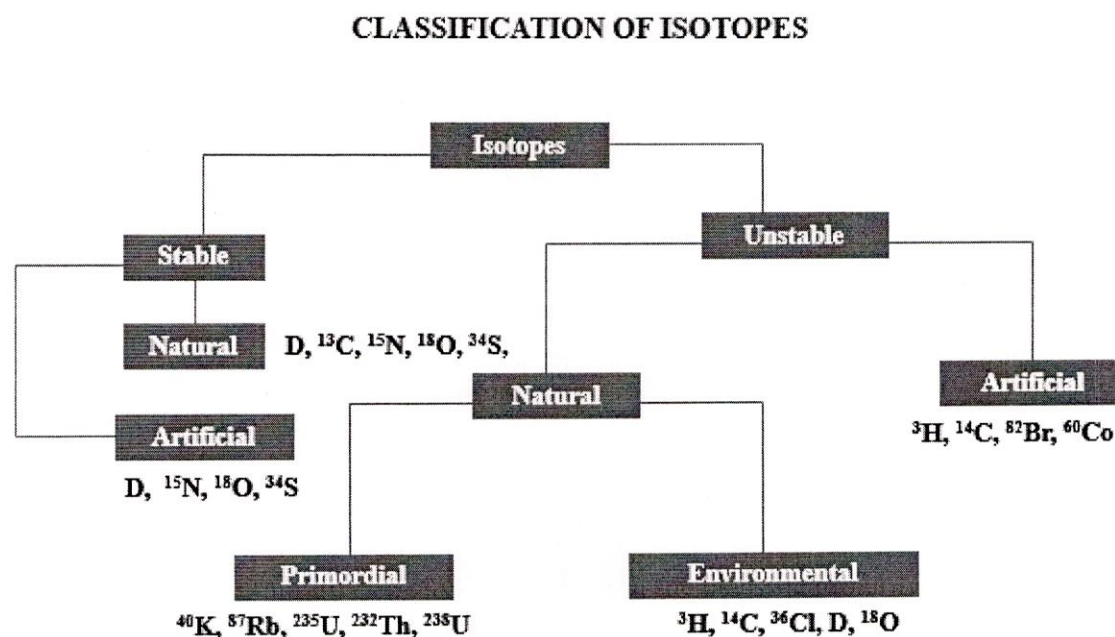 CLASSIFICATION OF ISOTOPES
Isotopes
Stable
Unstable
Natural
D, ¹³C, ¹⁵N, ¹⁸O, ³⁴S,
Natural
Artificial
³H, ¹⁴C, ⁸²Br, ⁶⁰Co
Artificial
D, ¹⁵N, ¹⁸O, ³⁴S
Primordial
⁴⁰K, ⁸⁷Rb, ²³⁵U, ²³²Th, ²³⁸U
Environmental
³H, ¹⁴C, ³⁶Cl, D, ¹⁸O